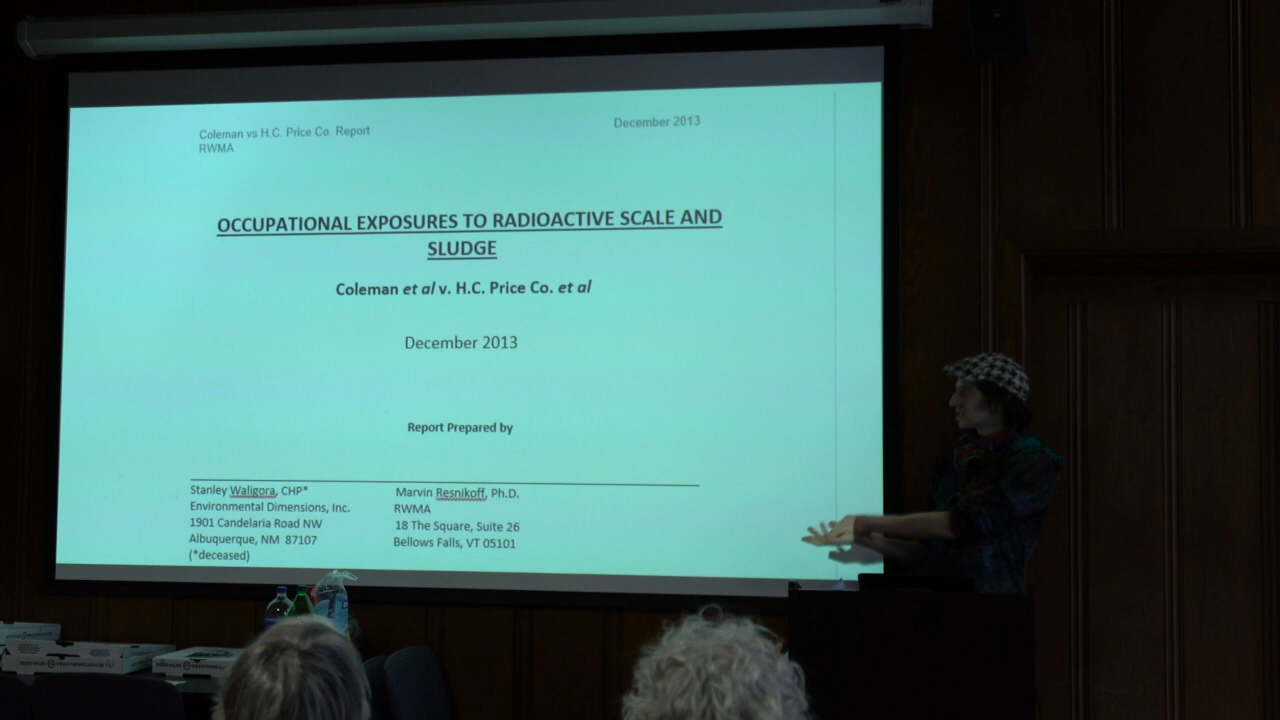 Coleman vs H.C. Price Co. Report
December 2013
RWMA
OCCUPATIONAL EXPOSURES TO RADIOACTIVE SCALE AND
SLUDGE
Coleman et al v. H.C. Price Co. et al
December 2013
Report Prepared by
Stanley Waligora, CHP*
Environmental Dimensions, Inc.
1901 Candelaria Road NW
Albuquerque, NM 87107
(*deceased)
Marvin Resnikoff, Ph.D.
RWMA
18 The Square, Suite 26
Bellows Falls, VT 05101